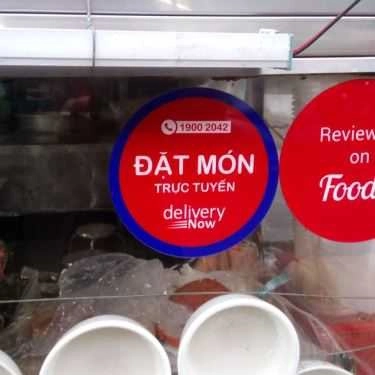 1900 2042
ĐẶT MÓN
TRỰC TUYẾN
delivery
Now
Review
on
Food